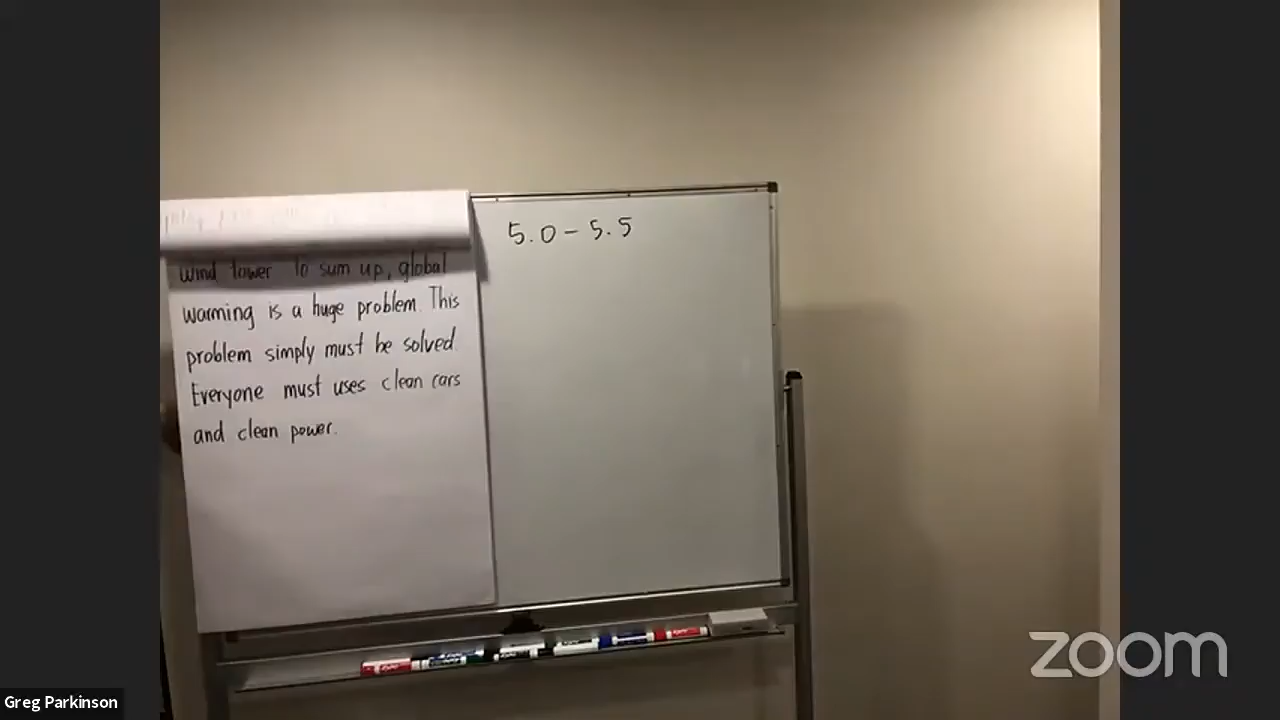 wind tower To sum up, global
warming is a huge problem. This
problem simply must be solved.
Everyone must uses clean cars
and clean power.
5.0 - 5.5
zoom
Greg Parkinson